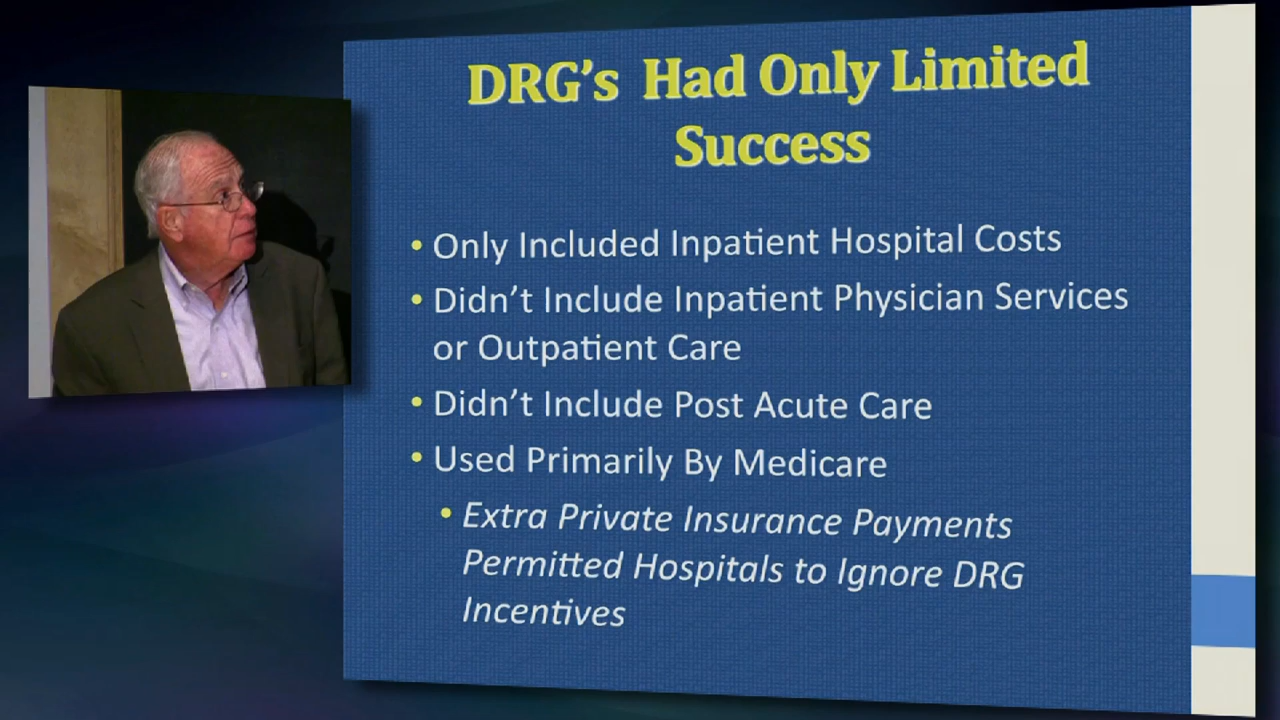 DRG's Had Only Limited
Success
• Only Included Inpatient Hospital Costs
• Didn't Include Inpatient Physician Services
or Outpatient Care
• Didn't Include Post Acute Care
• Used Primarily By Medicare
• Extra Private Insurance Payments
Permitted Hospitals to Ignore DRG
Incentives